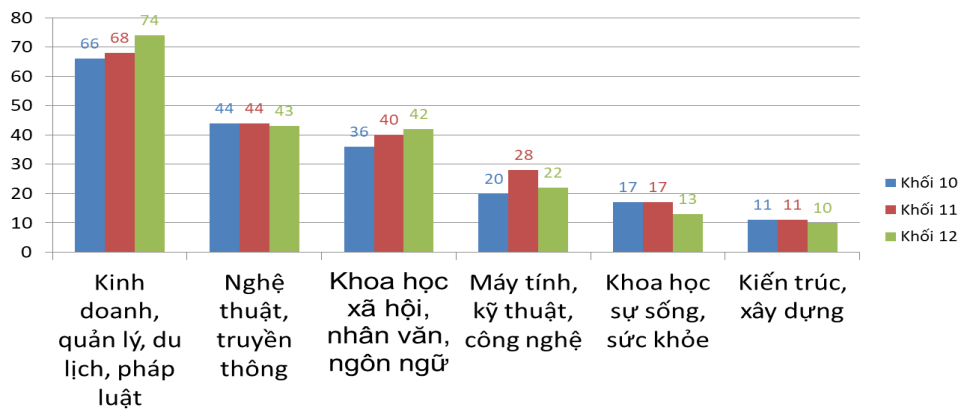 80
70
60
50
40
30
20
10
0
66 68 74
44 44 43
36 40 42
20 28 22
17 17 13
11 11 10
Khối 10
Khối 11
Khối 12
Kinh
doanh,
quản lý, du
lịch, pháp
luật
Nghệ
thuật,
truyền
thông
Khoa học
xã hội,
nhân văn,
ngôn ngữ
Máy tính,
kỹ thuật,
công nghệ
Khoa học
sự sống,
sức khỏe
Kiến trúc,
xây dựng